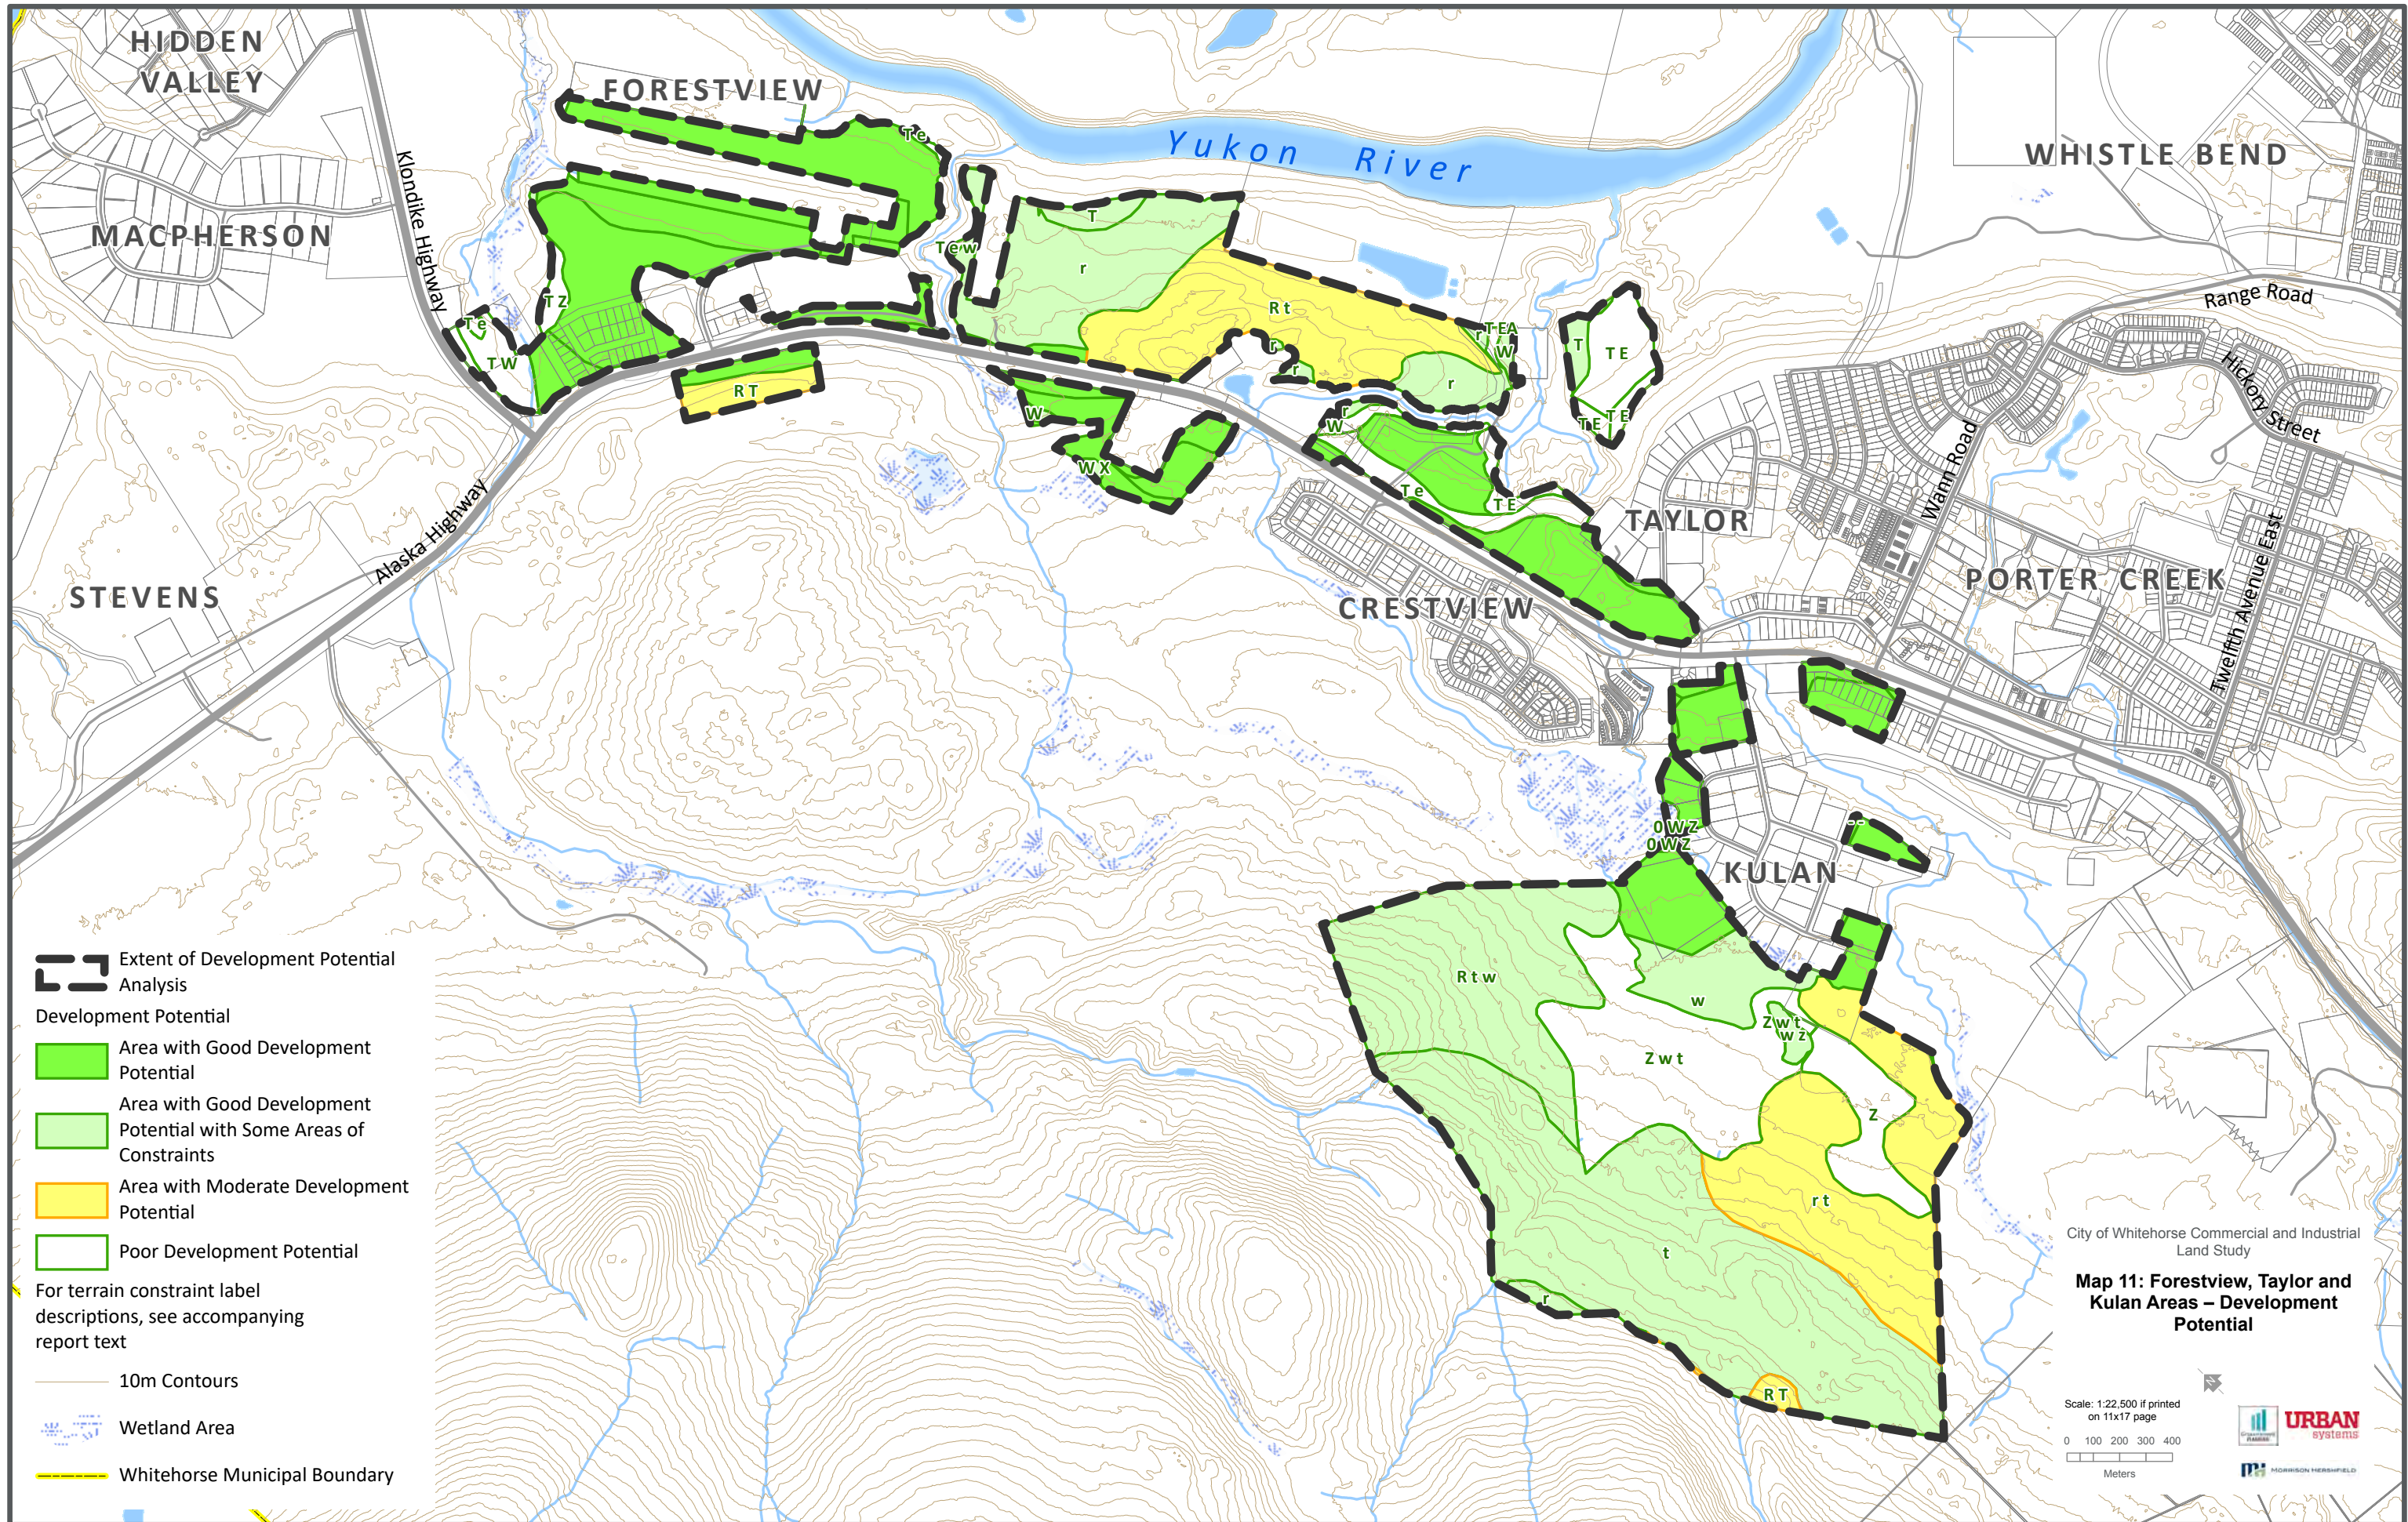 HIDDEN
VALLEY
FORESTVIEW
Yukon River
WHISTLE BEND
MACPHERSON
Klondike Highway
Te
T
Tew
r
Rt
Range Road
TZ
Te
TW
r
r
r
TEA
W
r
T
TE
TE
TE
RT
Hickory Street
W
r
W
WX
Te
TE
Wann Road
TAYLOR
Alaska Highway
STEVENS
CRESTVIEW
PORTER CREEK
Twelfth Avenue East
0WZ
0WZ
--
KULAN
Rtw
w
Zwt
wz
Zwt
Z
rt
t
r
RT
Extent of Development Potential
Analysis
Development Potential
Area with Good Development
Potential
Area with Good Development
Potential with Some Areas of
Constraints
Area with Moderate Development
Potential
Poor Development Potential
For terrain constraint label
descriptions, see accompanying
report text
10m Contours
Wetland Area
Whitehorse Municipal Boundary
City of Whitehorse Commercial and Industrial
Land Study
Map 11: Forestview, Taylor and
Kulan Areas – Development
Potential
Scale: 1:22,500 if printed
on 11x17 page
0 100 200 300 400
Meters
N
URBAN
systems
MORRISON HERSHFIELD